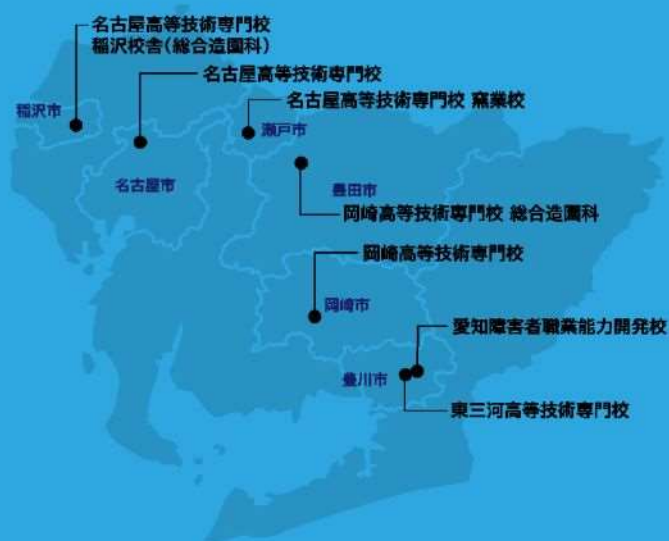 名古屋高等技術専門校
稲沢校舎(総合造園科)
名古屋高等技術専門校
名古屋高等技術専門校 窯業校
稲沢市
瀬戸市
名古屋市
豊田市
岡崎高等技術専門校 総合造園科
岡崎高等技術専門校
岡崎市
愛知障害者職業能力開発校
豊川市
東三河高等技術専門校